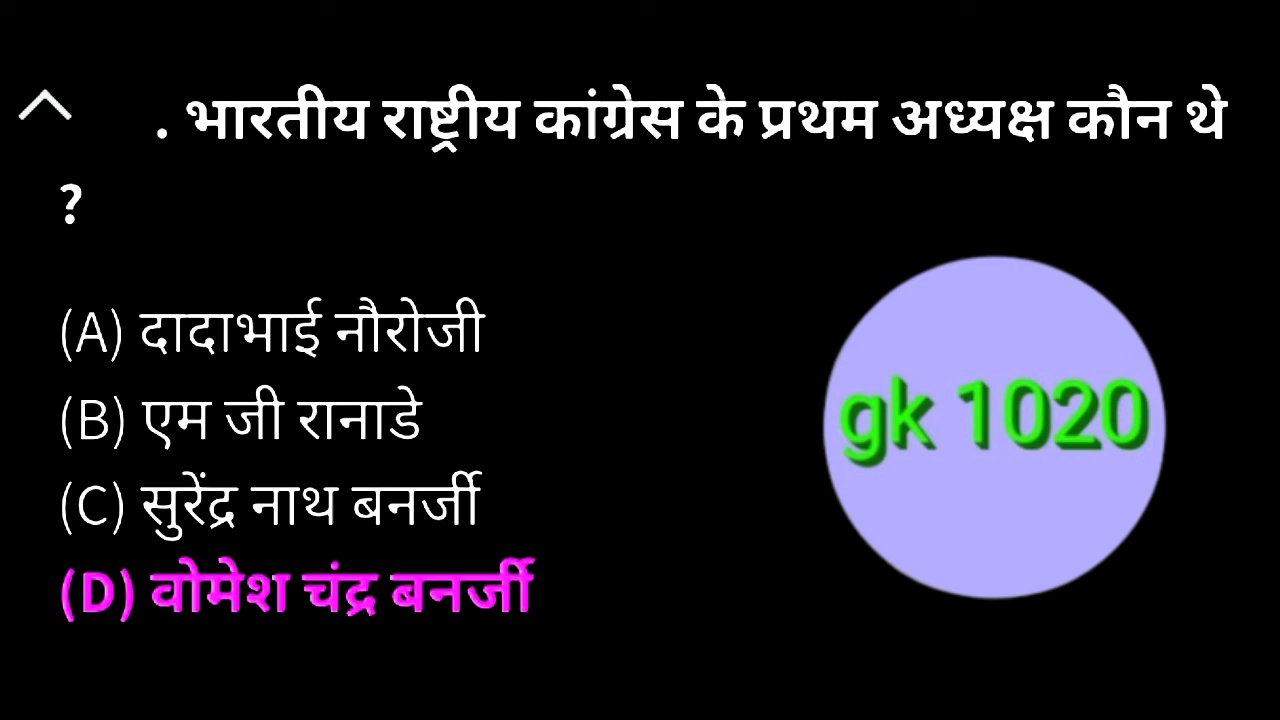 . भारतीय राष्ट्रीय कांग्रेस के प्रथम अध्यक्ष कौन थे
?
(A) दादाभाई नौरोजी
(B) एम जी रानाडे
(C) सुरेंद्र नाथ बनर्जी
(D) वोमेश चंद्र बनर्जी
gk 1020